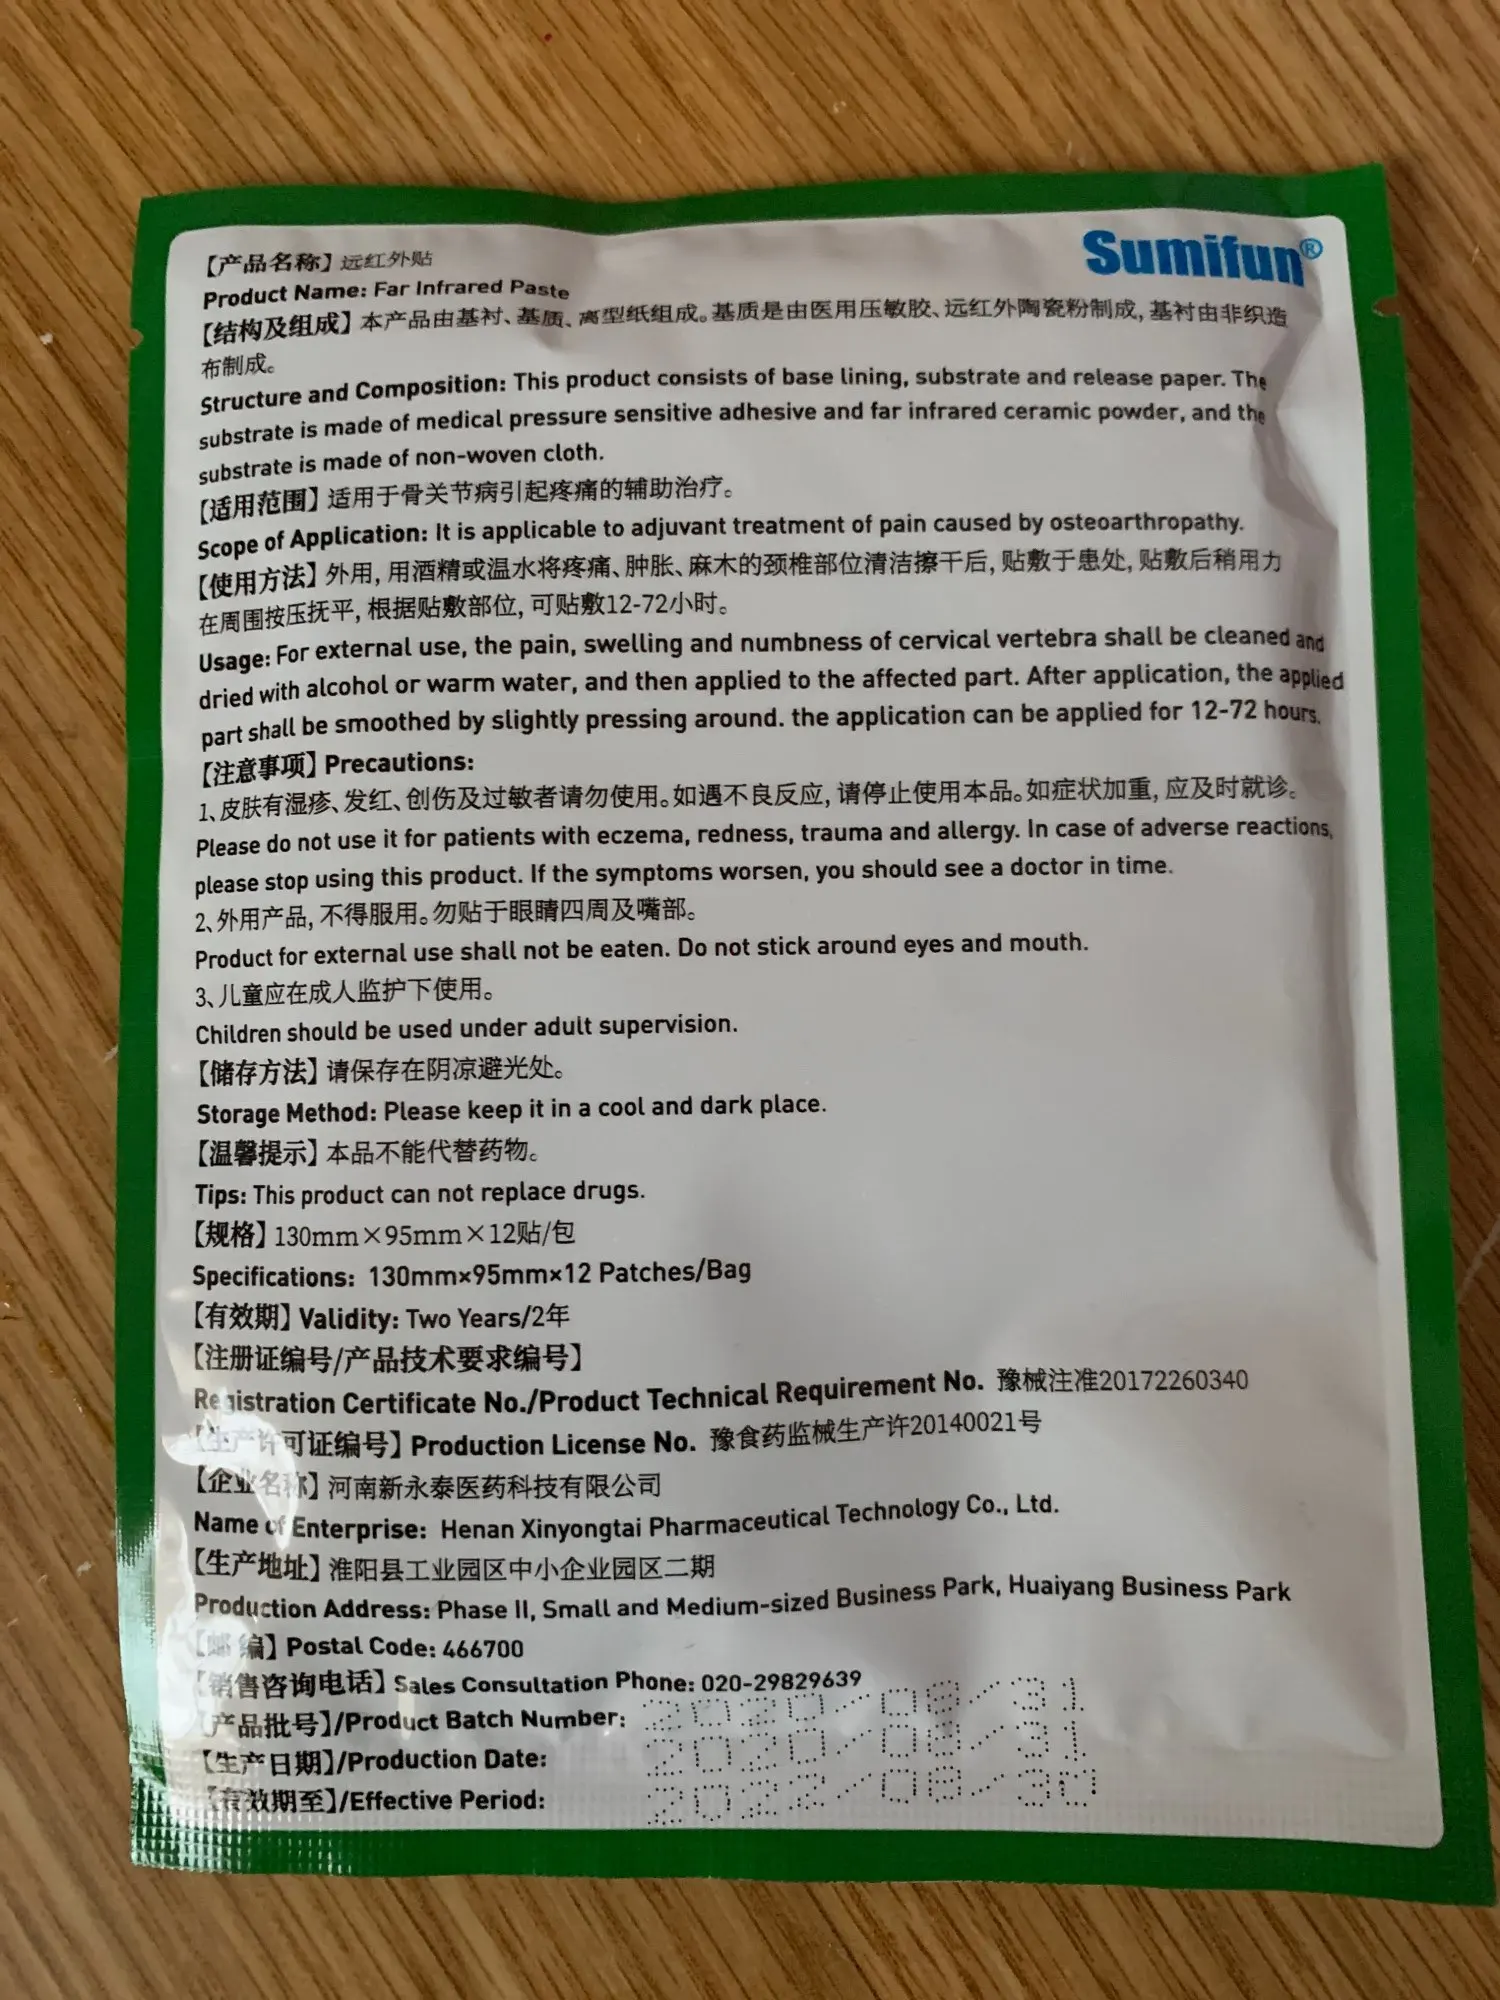 Sumifun®
【产品名称】远红外贴
Product Name: Far Infrared Paste
【结构及组成】本产品由基衬、基质、离型纸组成。基质是由医用压敏胶、远红外陶瓷粉制成,基衬由非织造
布制成。
Structure and Composition: This product consists of base lining, substrate and release paper. The
substrate is made of medical pressure sensitive adhesive and far infrared ceramic powder, and the
substrate is made of non-woven cloth.
【适用范围】适用于骨关节病引起疼痛的辅助治疗。
Scope of Application: It is applicable to adjuvant treatment of pain caused by osteoarthropathy.
【使用方法】外用,用酒精或温水将疼痛、肿胀、麻木的颈椎部位清洁擦干后,贴敷于患处,贴敷后稍用力
在周围按压抚平,根据贴敷部位,可贴敷12-72小时。
Usage: For external use, the pain, swelling and numbness of cervical vertebra shall be cleaned and
dried with alcohol or warm water, and then applied to the affected part. After application, the applied
part shall be smoothed by slightly pressing around. the application can be applied for 12-72 hours.
【注意事项】Precautions:
1、皮肤有湿疹、发红、创伤及过敏者请勿使用。如遇不良反应,请停止使用本品。如症状加重,应及时就诊。
Please do not use it for patients with eczema, redness, trauma and allergy. In case of adverse reactions,
please stop using this product. If the symptoms worsen, you should see a doctor in time.
2、外用产品,不得服用。勿贴于眼睛四周及嘴部。
Product for external use shall not be eaten. Do not stick around eyes and mouth.
3、儿童应在成人监护下使用。
Children should be used under adult supervision.
【储存方法】请保存在阴凉避光处。
Storage Method: Please keep it in a cool and dark place.
【温馨提示】本品不能代替药物。
Tips: This product can not replace drugs.
【规格】130mm×95mm×12贴/包
Specifications: 130mm×95mm×12 Patches/Bag
【有效期】Validity: Two Years/2年
【注册证编号/产品技术要求编号】
Registration Certificate No./Product Technical Requirement No. 豫械注准20172260340
【生产许可证编号】Production License No. 豫食药监械生产许20140021号
【企业名称】河南新永泰医药科技有限公司
Name of Enterprise: Henan Xinyongtai Pharmaceutical Technology Co., Ltd.
【生产地址】淮阳县工业园区中小企业园区二期
Production Address: Phase II, Small and Medium-sized Business Park, Huaiyang Business Park
【邮 编】Postal Code: 466700
【销售咨询电话】Sales Consultation Phone: 020-29829639
【产品批号】/Product Batch Number: 2020/08/31
【生产日期】/Production Date: 2020/08/31
【有效期至】/Effective Period: 2022/08/30